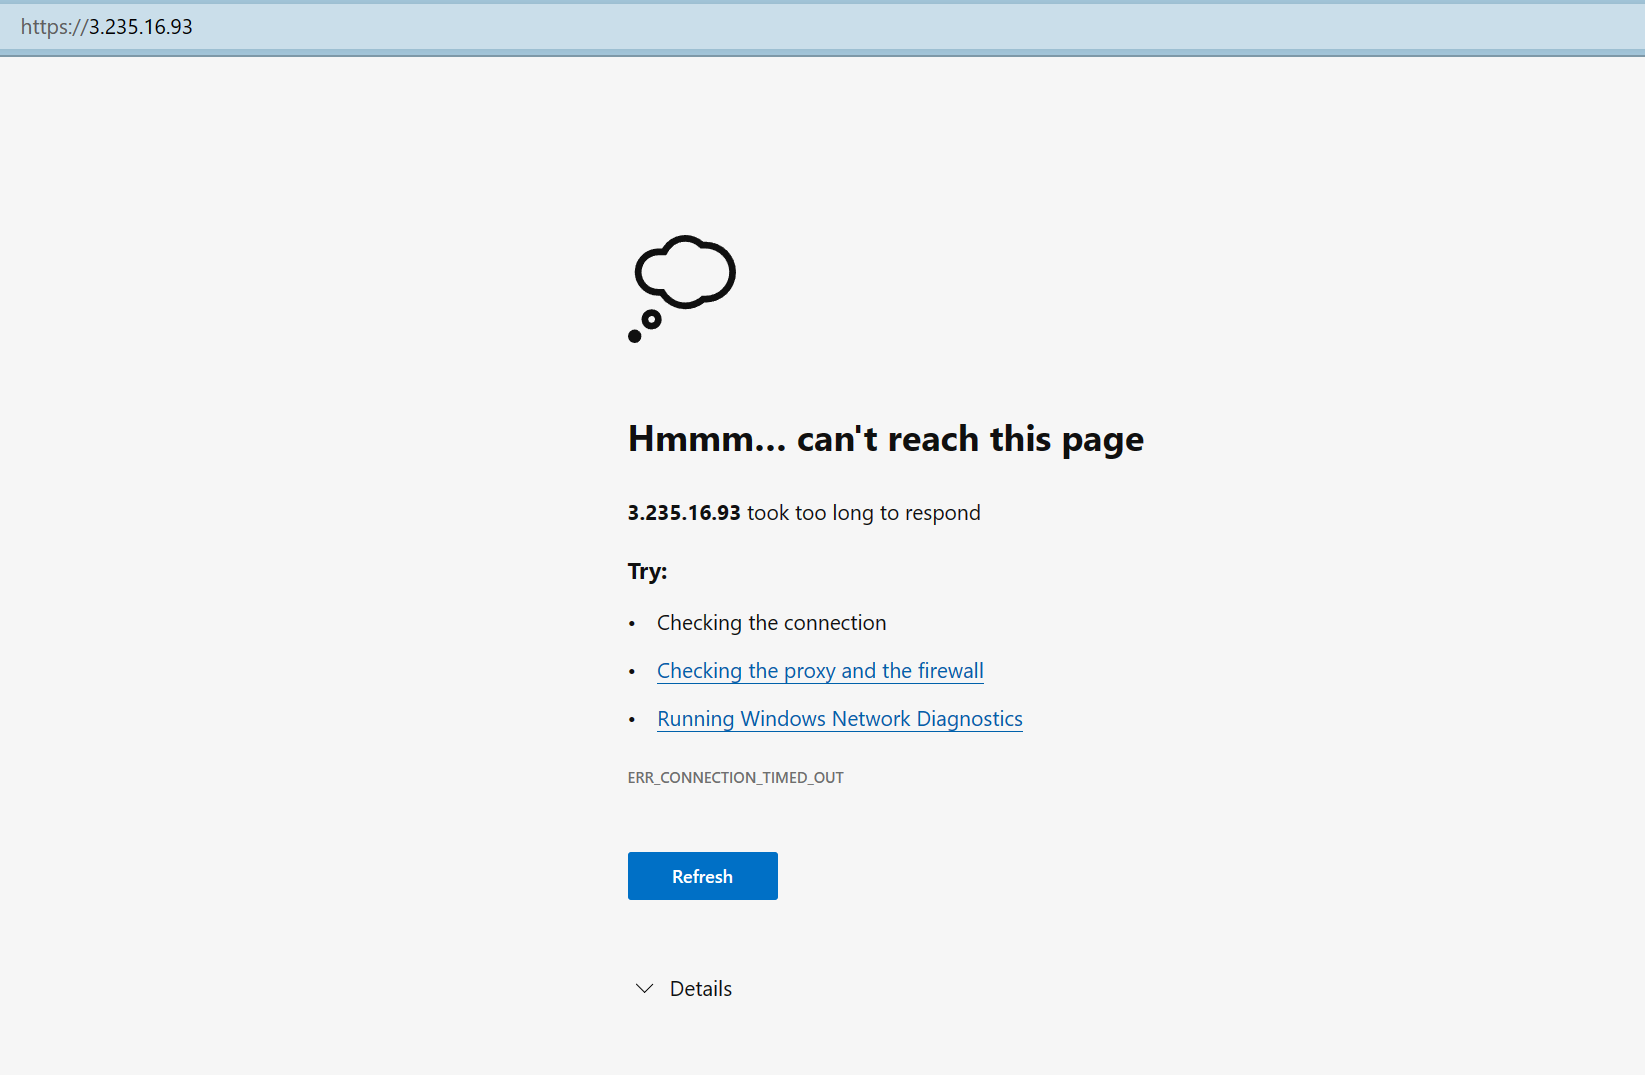 https://3.235.16.93
Hmmm... can't reach this page
3.235.16.93 took too long to respond
Try:
• Checking the connection
• Checking the proxy and the firewall
• Running Windows Network Diagnostics
ERR_CONNECTION_TIMED_OUT
Refresh
Details